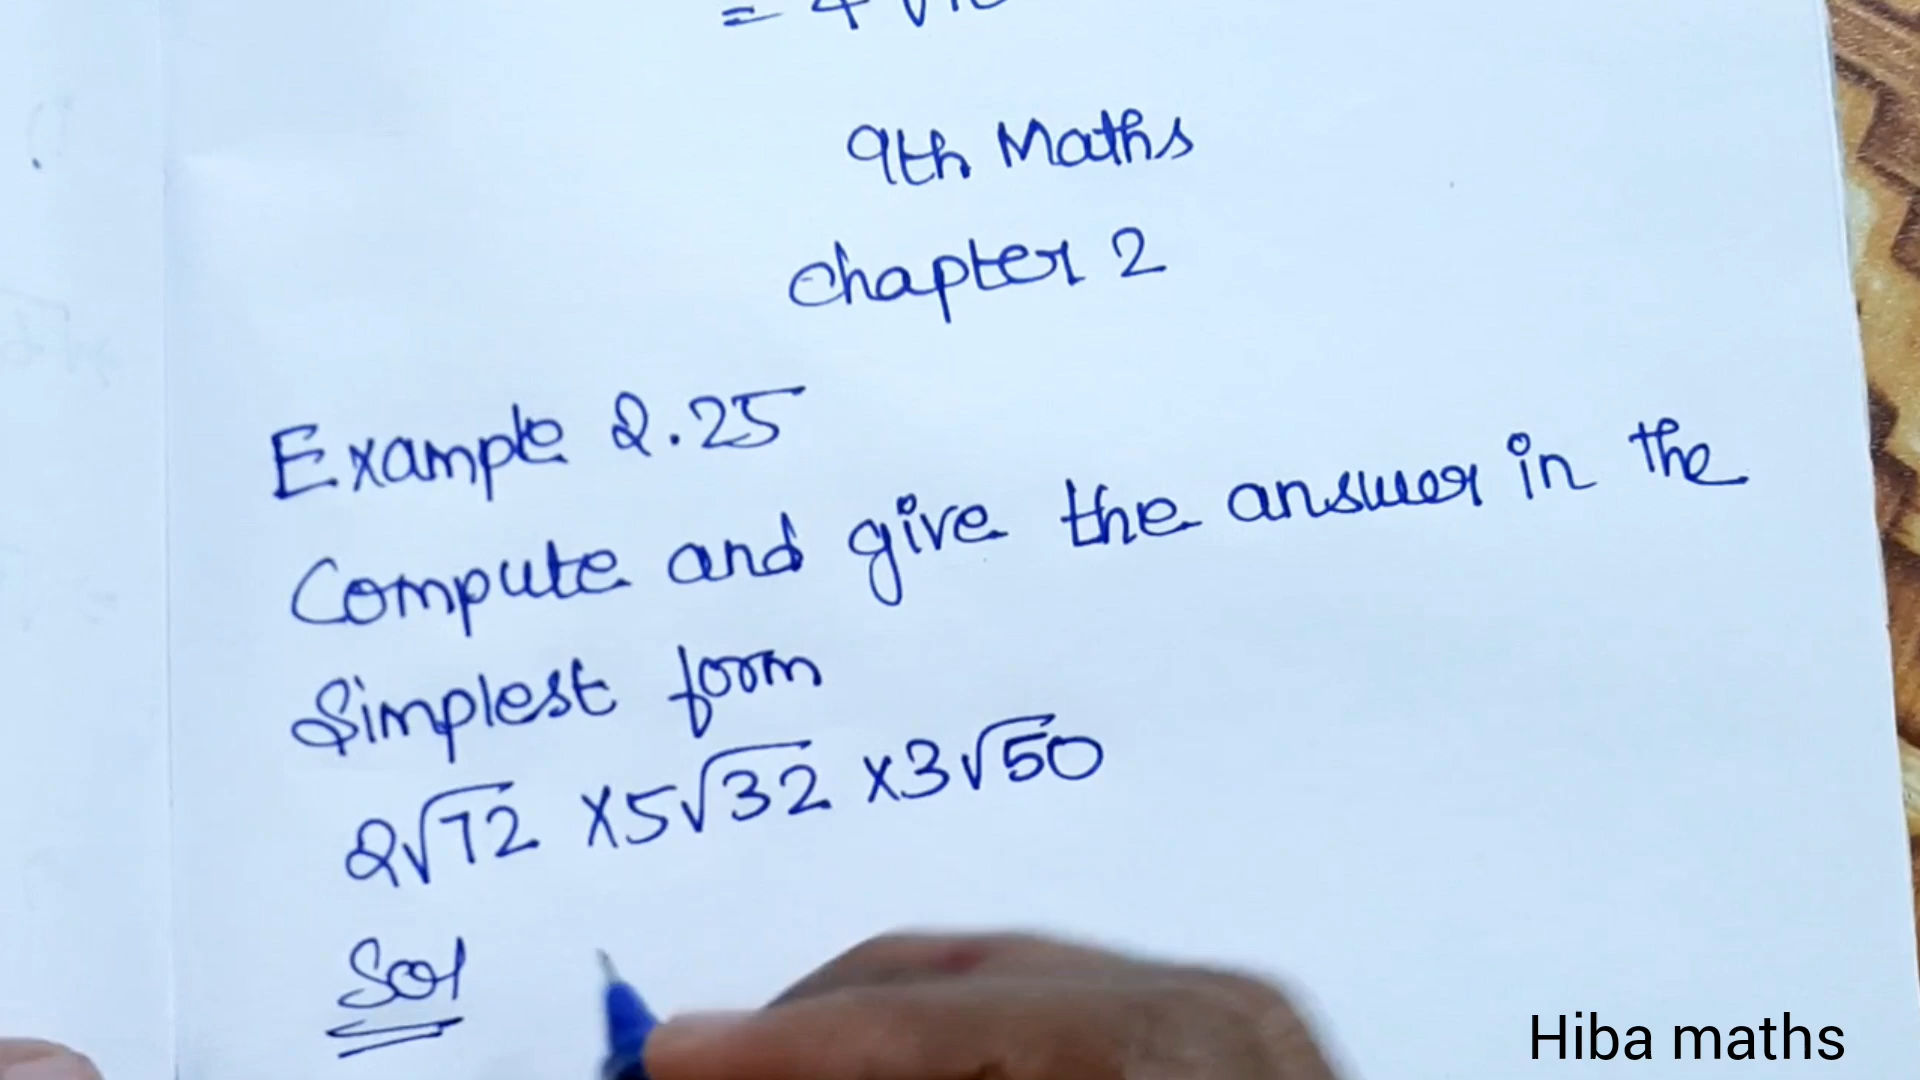 9th Maths
Chapter 2
Example 2.25
Compute and give the answer in the
Simplest form
2√72 ×5√32 ×3√50
Sol
Hiba maths